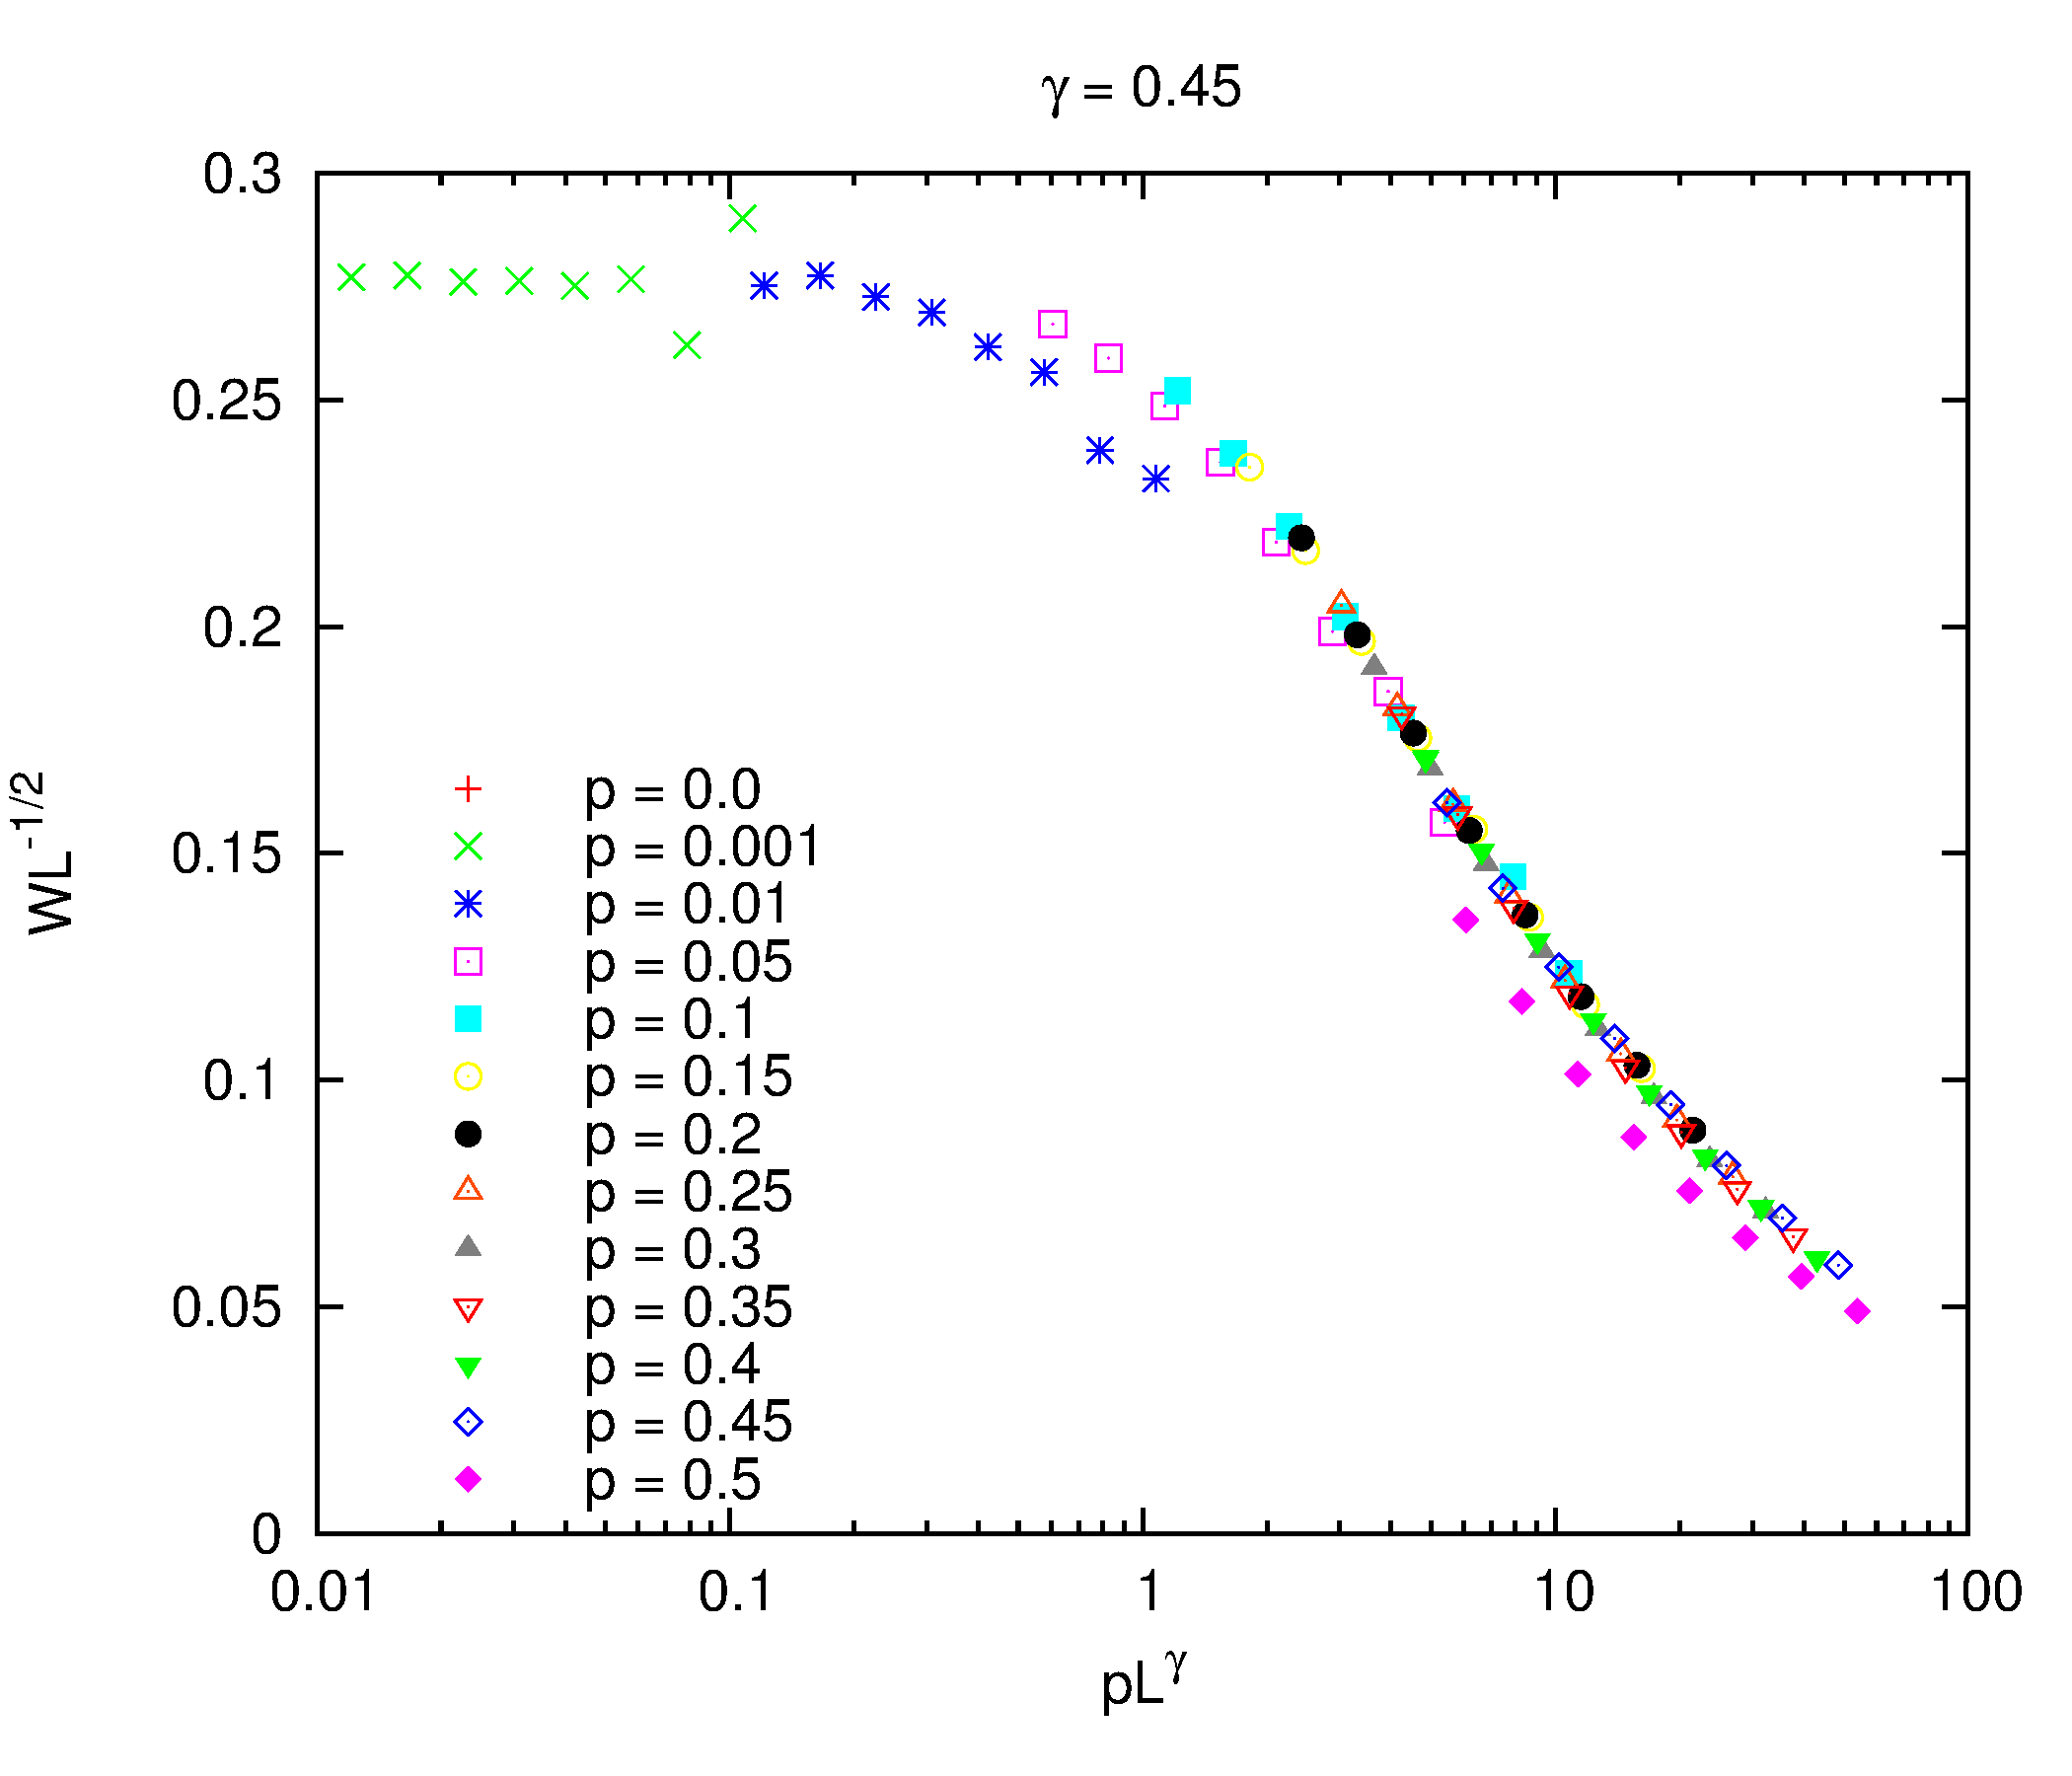 γ = 0.45
0.3
0.25
0.2
0.15
0.1
0.05
0
WL^-1/2
p = 0.0
p = 0.001
p = 0.01
p = 0.05
p = 0.1
p = 0.15
p = 0.2
p = 0.25
p = 0.3
p = 0.35
p = 0.4
p = 0.45
p = 0.5
0.01 0.1 1 10 100
pL^γ